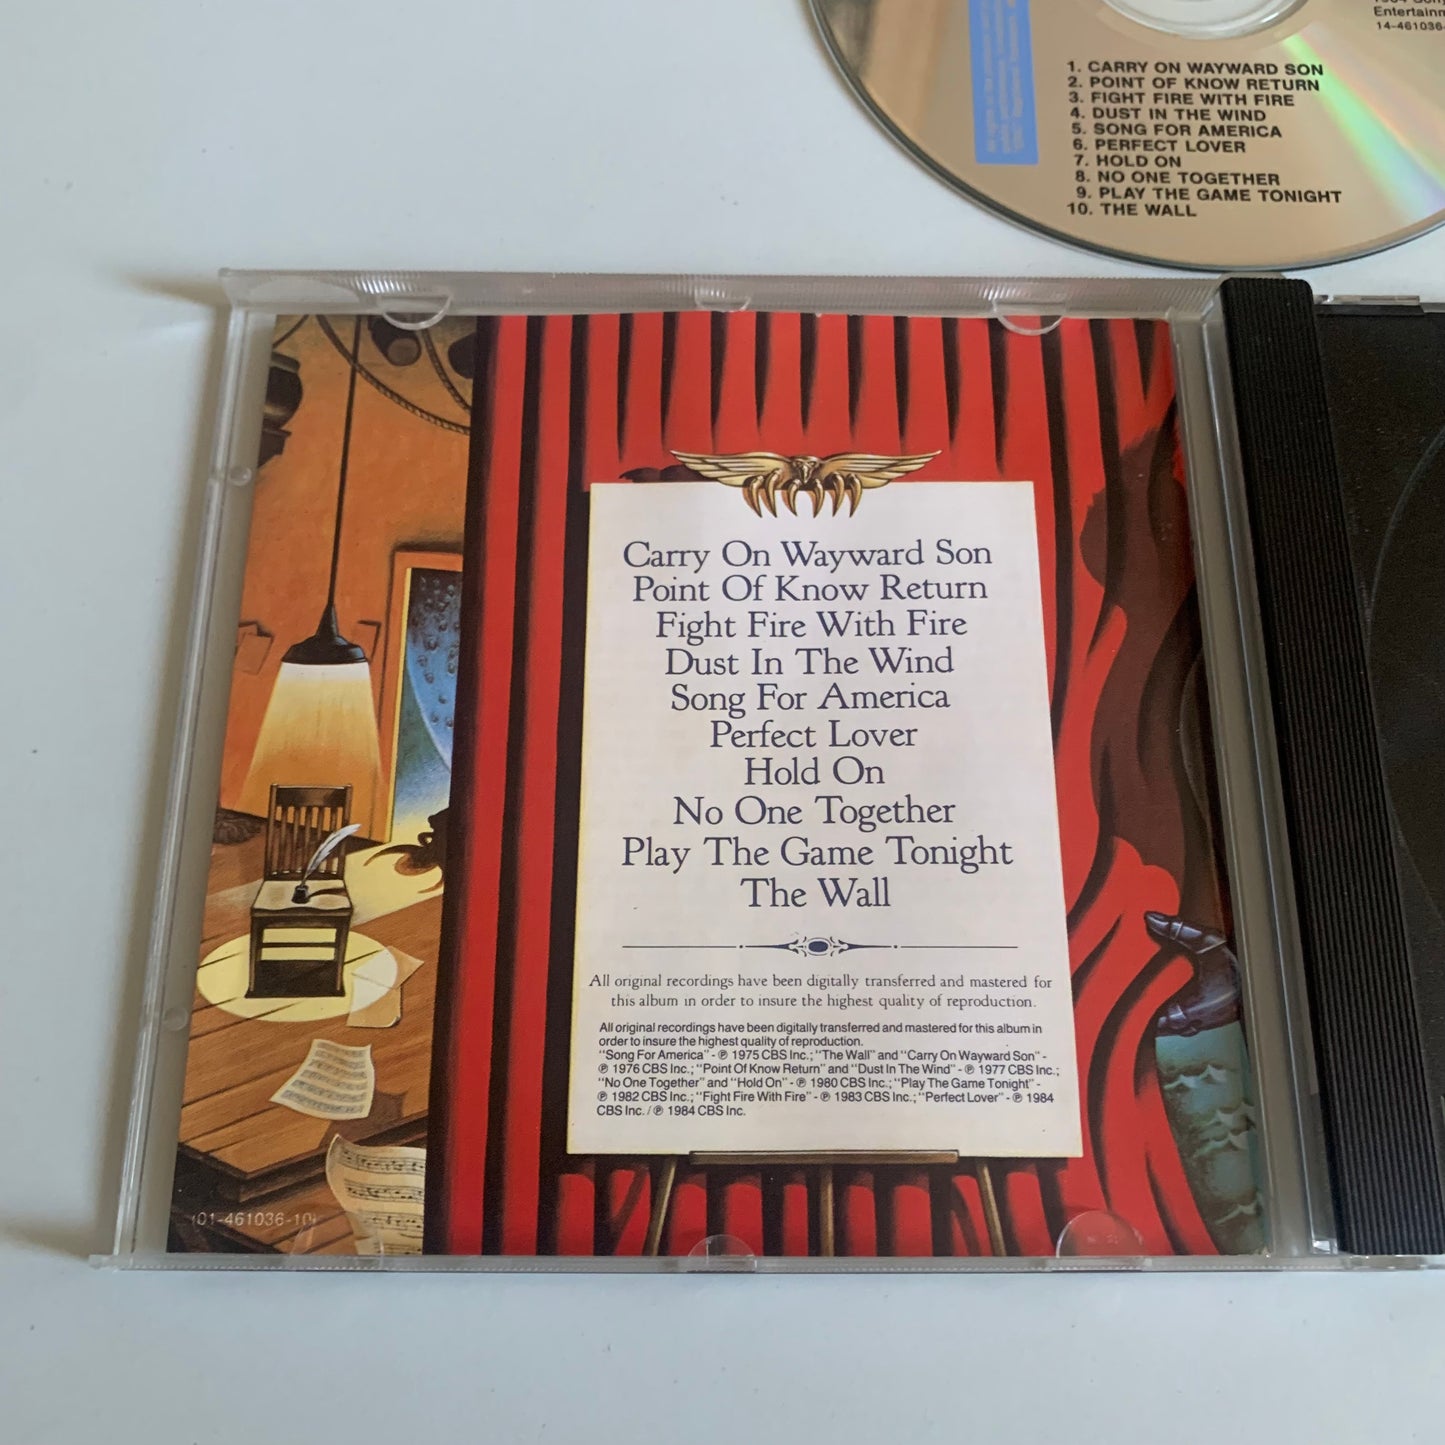 Entertainm
14-461036-
1. CARRY ON WAYWARD SON
2. POINT OF KNOW RETURN
3. FIGHT FIRE WITH FIRE
4. DUST IN THE WIND
5. SONG FOR AMERICA
6. PERFECT LOVER
7. HOLD ON
8. NO ONE TOGETHER
9. PLAY THE GAME TONIGHT
10. THE WALL
Carry On Wayward Son
Point Of Know Return
Fight Fire With Fire
Dust In The Wind
Song For America
Perfect Lover
Hold On
No One Together
Play The Game Tonight
The Wall
All original recordings have been digitally transferred and mastered for
this album in order to insure the highest quality of reproduction.
All original recordings have been digitally transferred and mastered for this album in
order to insure the highest quality of reproduction.
"Song For America" - ℗ 1975 CBS Inc.; "The Wall" and "Carry On Wayward Son" -
℗ 1976 CBS Inc.; "Point Of Know Return" and "Dust In The Wind" - ℗ 1977 CBS Inc.;
"No One Together" and "Hold On" - ℗ 1980 CBS Inc.; "Play The Game Tonight" -
℗ 1982 CBS Inc.; "Fight Fire With Fire" - ℗ 1983 CBS Inc.; "Perfect Lover" - ℗ 1984
CBS Inc. / ℗ 1984 CBS Inc.
01-461036-10